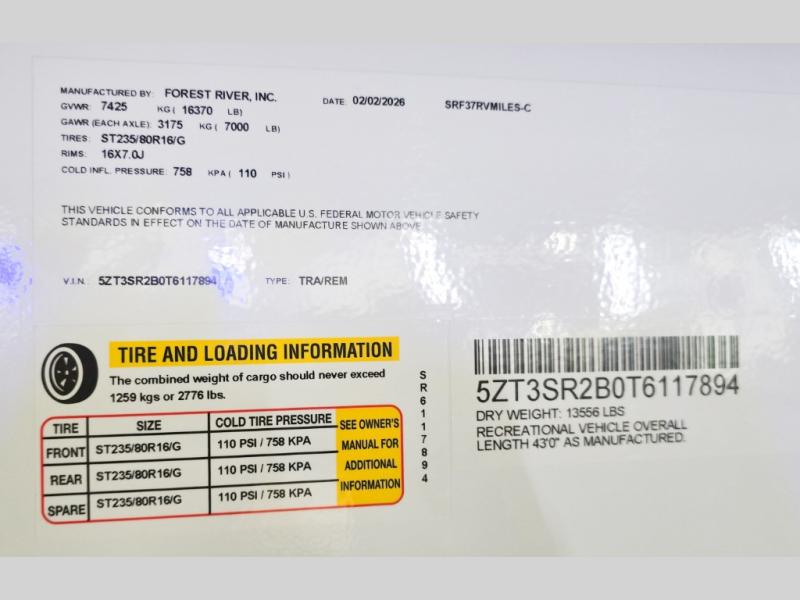 MANUFACTURED BY: FOREST RIVER, INC. DATE: 02/02/2026 SRF37RVMILES-C
GVWR: 7425 KG ( 16370 LB)
GAWR (EACH AXLE): 3175 KG ( 7000 LB)
TIRES: ST235/80R16/G
RIMS: 16X7.0J
COLD INFL. PRESSURE: 758 KPA ( 110 PSI )
THIS VEHICLE CONFORMS TO ALL APPLICABLE U.S. FEDERAL MOTOR VEHICLE SAFETY
STANDARDS IN EFFECT ON THE DATE OF MANUFACTURE SHOWN ABOVE.
V.I.N.: 5ZT3SR2B0T6117894 TYPE: TRA/REM
TIRE AND LOADING INFORMATION
The combined weight of cargo should never exceed
1259 kgs or 2776 lbs.
TIRE SIZE COLD TIRE PRESSURE
FRONT ST235/80R16/G 110 PSI / 758 KPA
REAR ST235/80R16/G 110 PSI / 758 KPA
SPARE ST235/80R16/G 110 PSI / 758 KPA
SEE OWNER'S
MANUAL FOR
ADDITIONAL
INFORMATION
SR6117894
5ZT3SR2B0T6117894
DRY WEIGHT: 13556 LBS
RECREATIONAL VEHICLE OVERALL
LENGTH 43'0" AS MANUFACTURED.